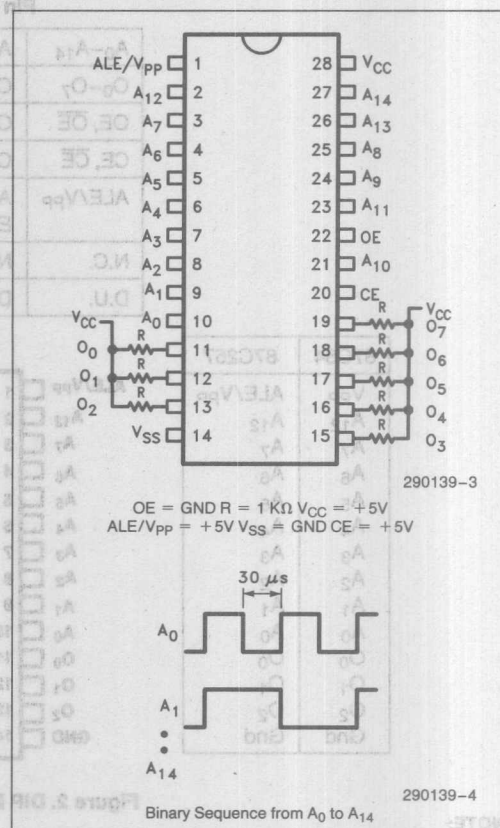 ALE/VPP 1 28 VCC
A12 2 27 A14
A7 3 26 A13
A6 4 25 A8
A5 5 24 A9
A4 6 23 A11
A3 7 22 OE
A2 8 21 A10
A1 9 20 CE
VCC A0 10 19 R VCC O7
O0 R 11 18 R O6
O1 R 12 17 R O5
O2 R 13 16 R O4
VSS 14 15 R O3
290139-3
OE = GND R = 1 KΩ VCC = +5V
ALE/VPP = +5V VSS = GND CE = +5V
30 μs
A0
A1
A14
290139-4
Binary Sequence from A0 to A14